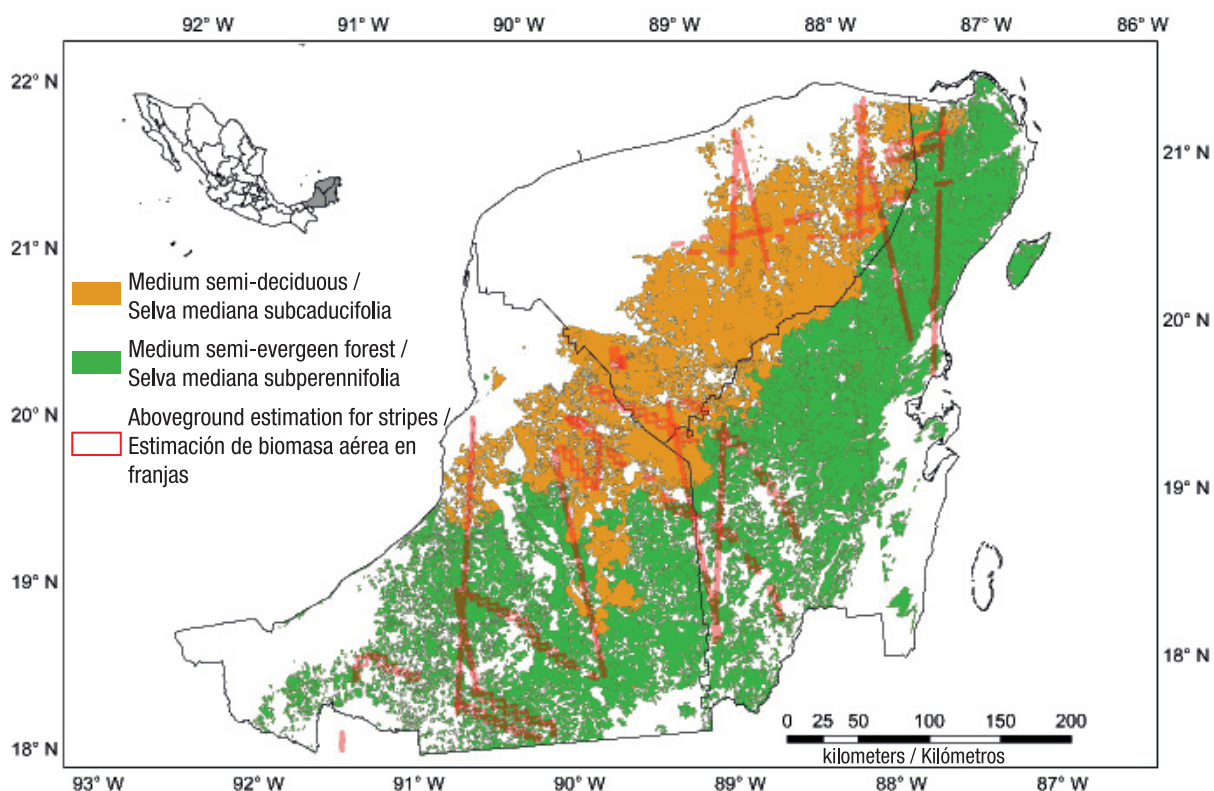 92° W 91° W 90° W 89° W 88° W 87° W 86° W
22° N
21° N
21° N
20° N
20° N
19° N
19° N
18° N
18° N
Medium semi-deciduous /
Selva mediana subcaducifolia
Medium semi-evergeen forest /
Selva mediana subperennifolia
Aboveground estimation for stripes /
Estimación de biomasa aérea en
franjas
0 25 50 100 150 200
kilometers / Kilómetros
93° W 92° W 91° W 90° W 89° W 88° W 87° W